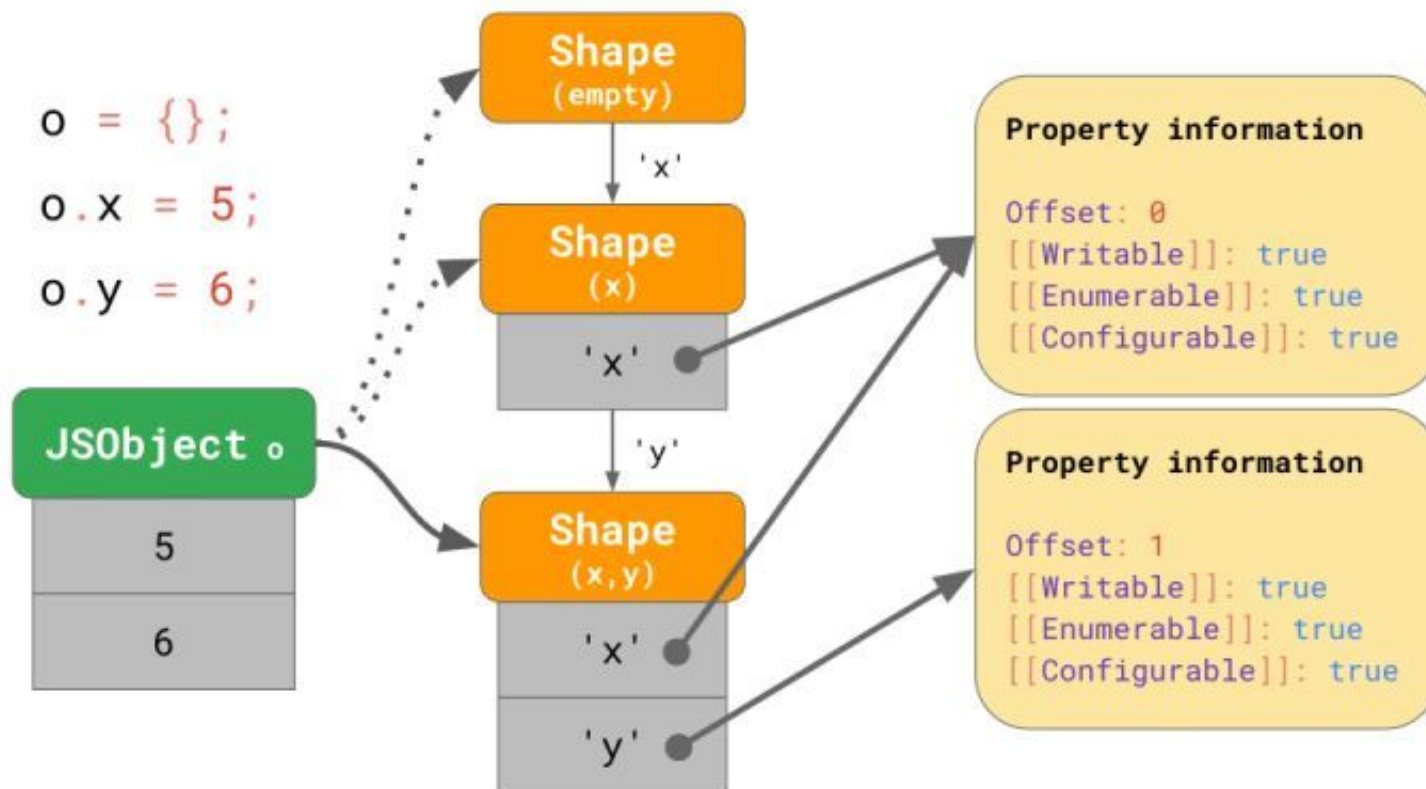 o = {};
o.x = 5;
o.y = 6;
JSObject o
5
6
Shape
(empty)
'x'
Shape
(x)
'x'
'y'
Shape
(x,y)
'x'
'y'
Property information
Offset: 0
[[Writable]]: true
[[Enumerable]]: true
[[Configurable]]: true
Property information
Offset: 1
[[Writable]]: true
[[Enumerable]]: true
[[Configurable]]: true